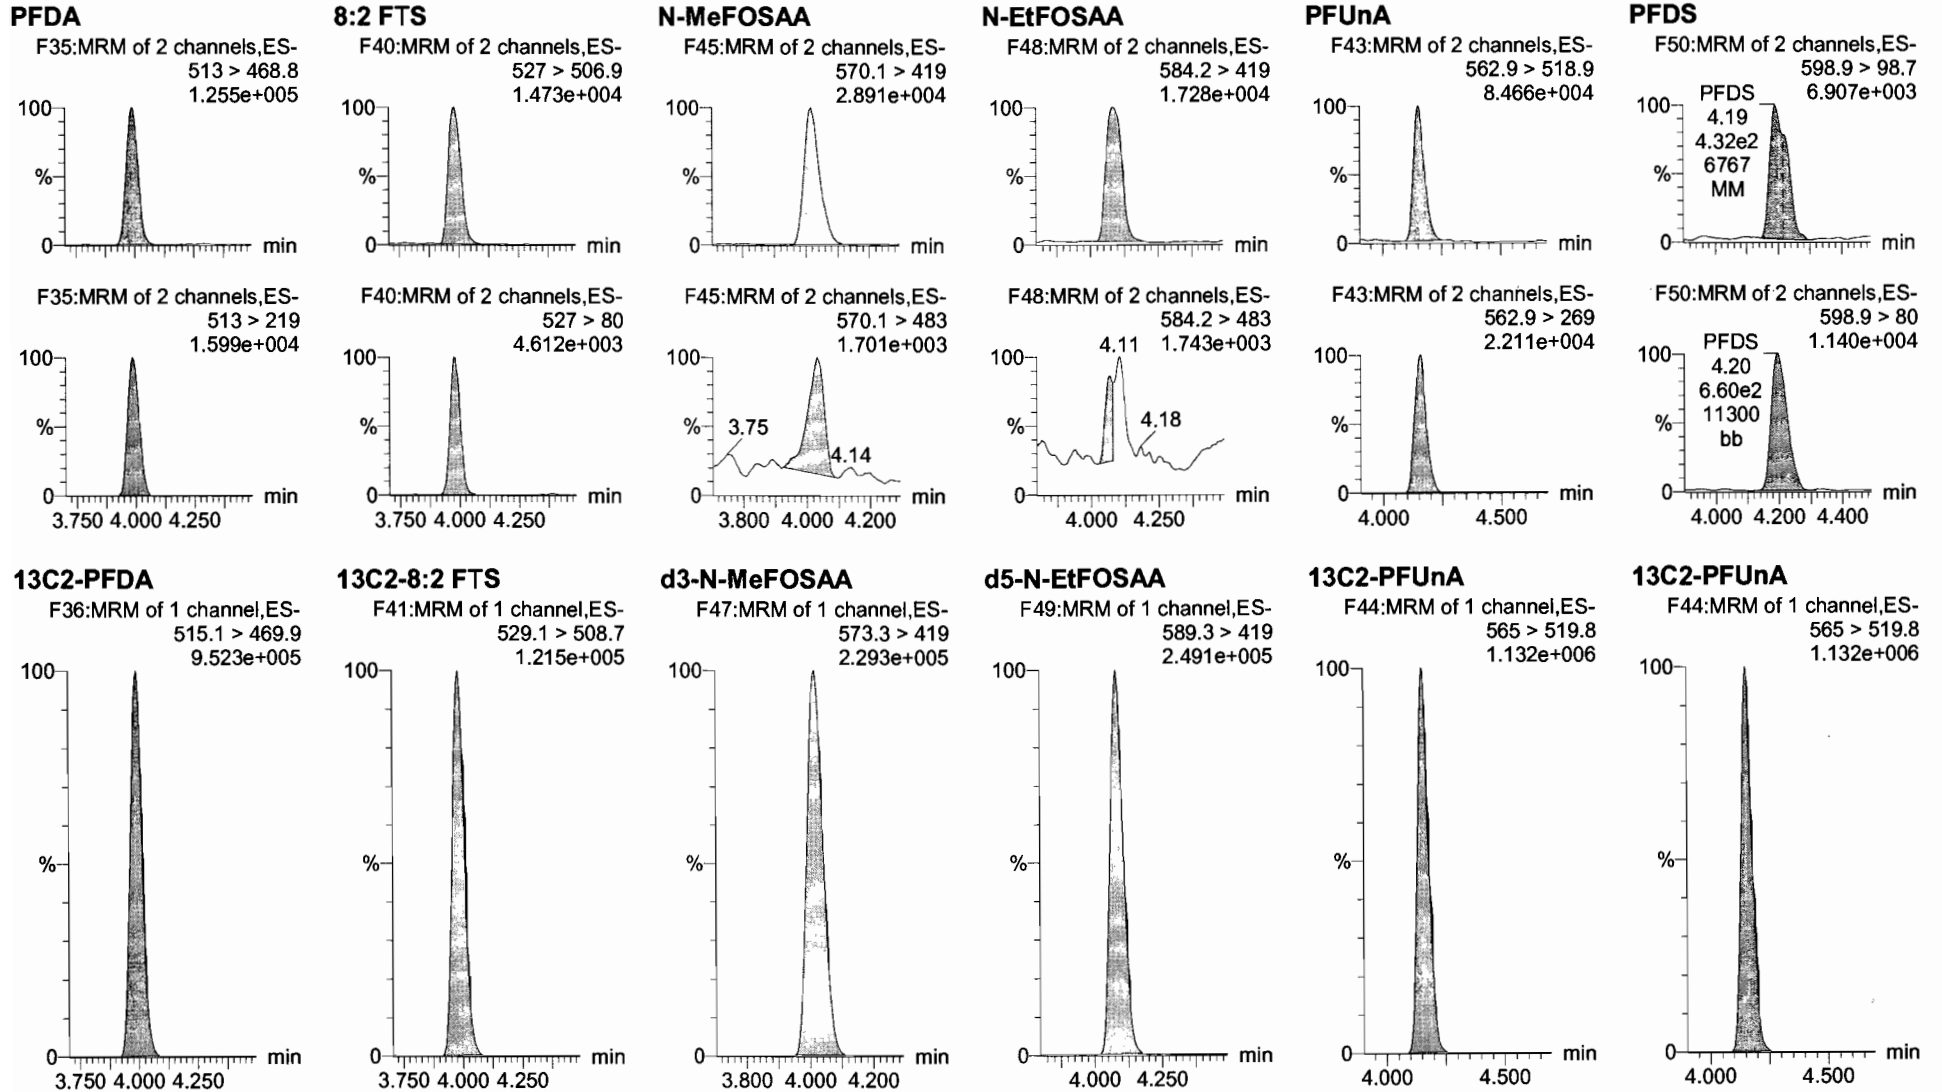 PFDA
F35:MRM of 2 channels,ES-
513 > 468.8
1.255e+005
100
%
0
min
F35:MRM of 2 channels,ES-
513 > 219
1.599e+004
100
%
0
min
3.750 4.000 4.250
8:2 FTS
F40:MRM of 2 channels,ES-
527 > 506.9
1.473e+004
100
%
0
min
F40:MRM of 2 channels,ES-
527 > 80
4.612e+003
100
%
0
min
3.750 4.000 4.250
N-MeFOSAA
F45:MRM of 2 channels,ES-
570.1 > 419
2.891e+004
100
%
0
min
F45:MRM of 2 channels,ES-
570.1 > 483
1.701e+003
100
%
3.75
4.14
0
min
3.800 4.000 4.200
N-EtFOSAA
F48:MRM of 2 channels,ES-
584.2 > 419
1.728e+004
100
%
0
min
F48:MRM of 2 channels,ES-
584.2 > 483
4.11 1.743e+003
100
%
4.18
0
min
4.000 4.250
PFUnA
F43:MRM of 2 channels,ES-
562.9 > 518.9
8.466e+004
100
%
0
min
F43:MRM of 2 channels,ES-
562.9 > 269
2.211e+004
100
%
0
min
4.000 4.500
PFDS
F50:MRM of 2 channels,ES-
598.9 > 98.7
6.907e+003
PFDS
100
4.19
4.32e2
%
6767
MM
0
min
F50:MRM of 2 channels,ES-
598.9 > 80
1.140e+004
PFDS
100
4.20
6.60e2
%
11300
bb
0
min
4.000 4.200 4.400
13C2-PFDA
F36:MRM of 1 channel,ES-
515.1 > 469.9
9.523e+005
100
%
0
min
3.750 4.000 4.250
13C2-8:2 FTS
F41:MRM of 1 channel,ES-
529.1 > 508.7
1.215e+005
100
%
0
min
3.750 4.000 4.250
d3-N-MeFOSAA
F47:MRM of 1 channel,ES-
573.3 > 419
2.293e+005
100
%
0
min
3.800 4.000 4.200
d5-N-EtFOSAA
F49:MRM of 1 channel,ES-
589.3 > 419
2.491e+005
100
%
0
min
4.000 4.250
13C2-PFUnA
F44:MRM of 1 channel,ES-
565 > 519.8
1.132e+006
100
%
0
min
4.000 4.500
13C2-PFUnA
F44:MRM of 1 channel,ES-
565 > 519.8
1.132e+006
100
%
0
min
4.000 4.500